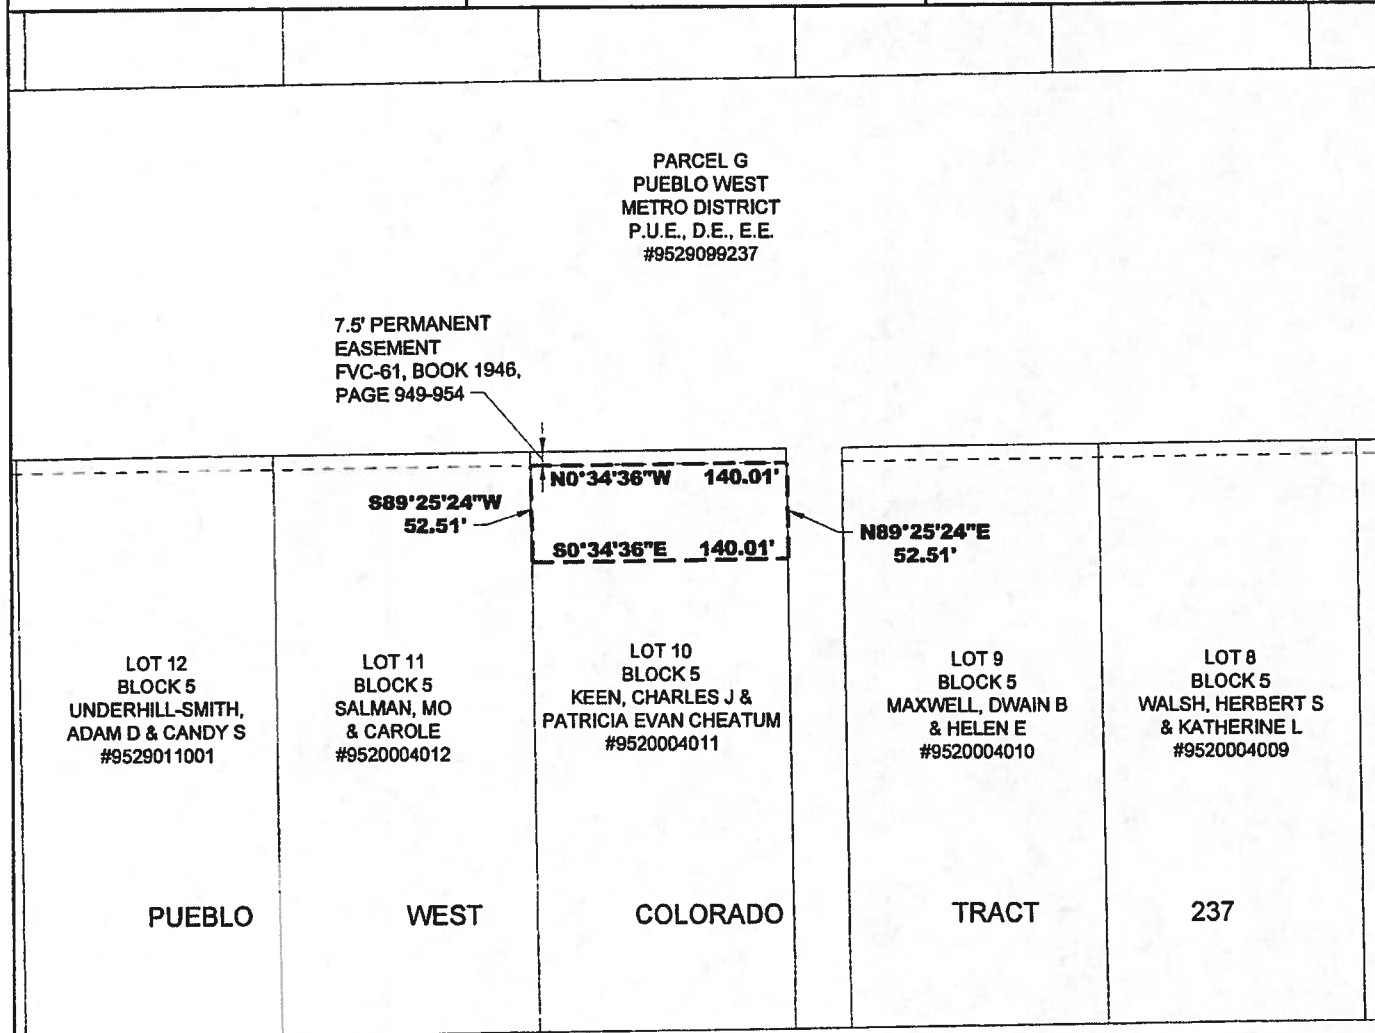 PARCEL G
PUEBLO WEST
METRO DISTRICT
P.U.E., D.E., E.E.
#9529099237
7.5' PERMANENT
EASEMENT
FVC-61, BOOK 1946,
PAGE 949-954
N0°34'36"W 140.01'
S89°25'24"W
52.51'
S0°34'36"E 140.01'
N89°25'24"E
52.51'
LOT 12
BLOCK 5
UNDERHILL-SMITH,
ADAM D & CANDY S
#9529011001
LOT 11
BLOCK 5
SALMAN, MO
& CAROLE
#9520004012
LOT 10
BLOCK 5
KEEN, CHARLES J &
PATRICIA EVAN CHEATUM
#9520004011
LOT 9
BLOCK 5
MAXWELL, DWAIN B
& HELEN E
#9520004010
LOT 8
BLOCK 5
WALSH, HERBERT S
& KATHERINE L
#9520004009
PUEBLO WEST COLORADO TRACT 237